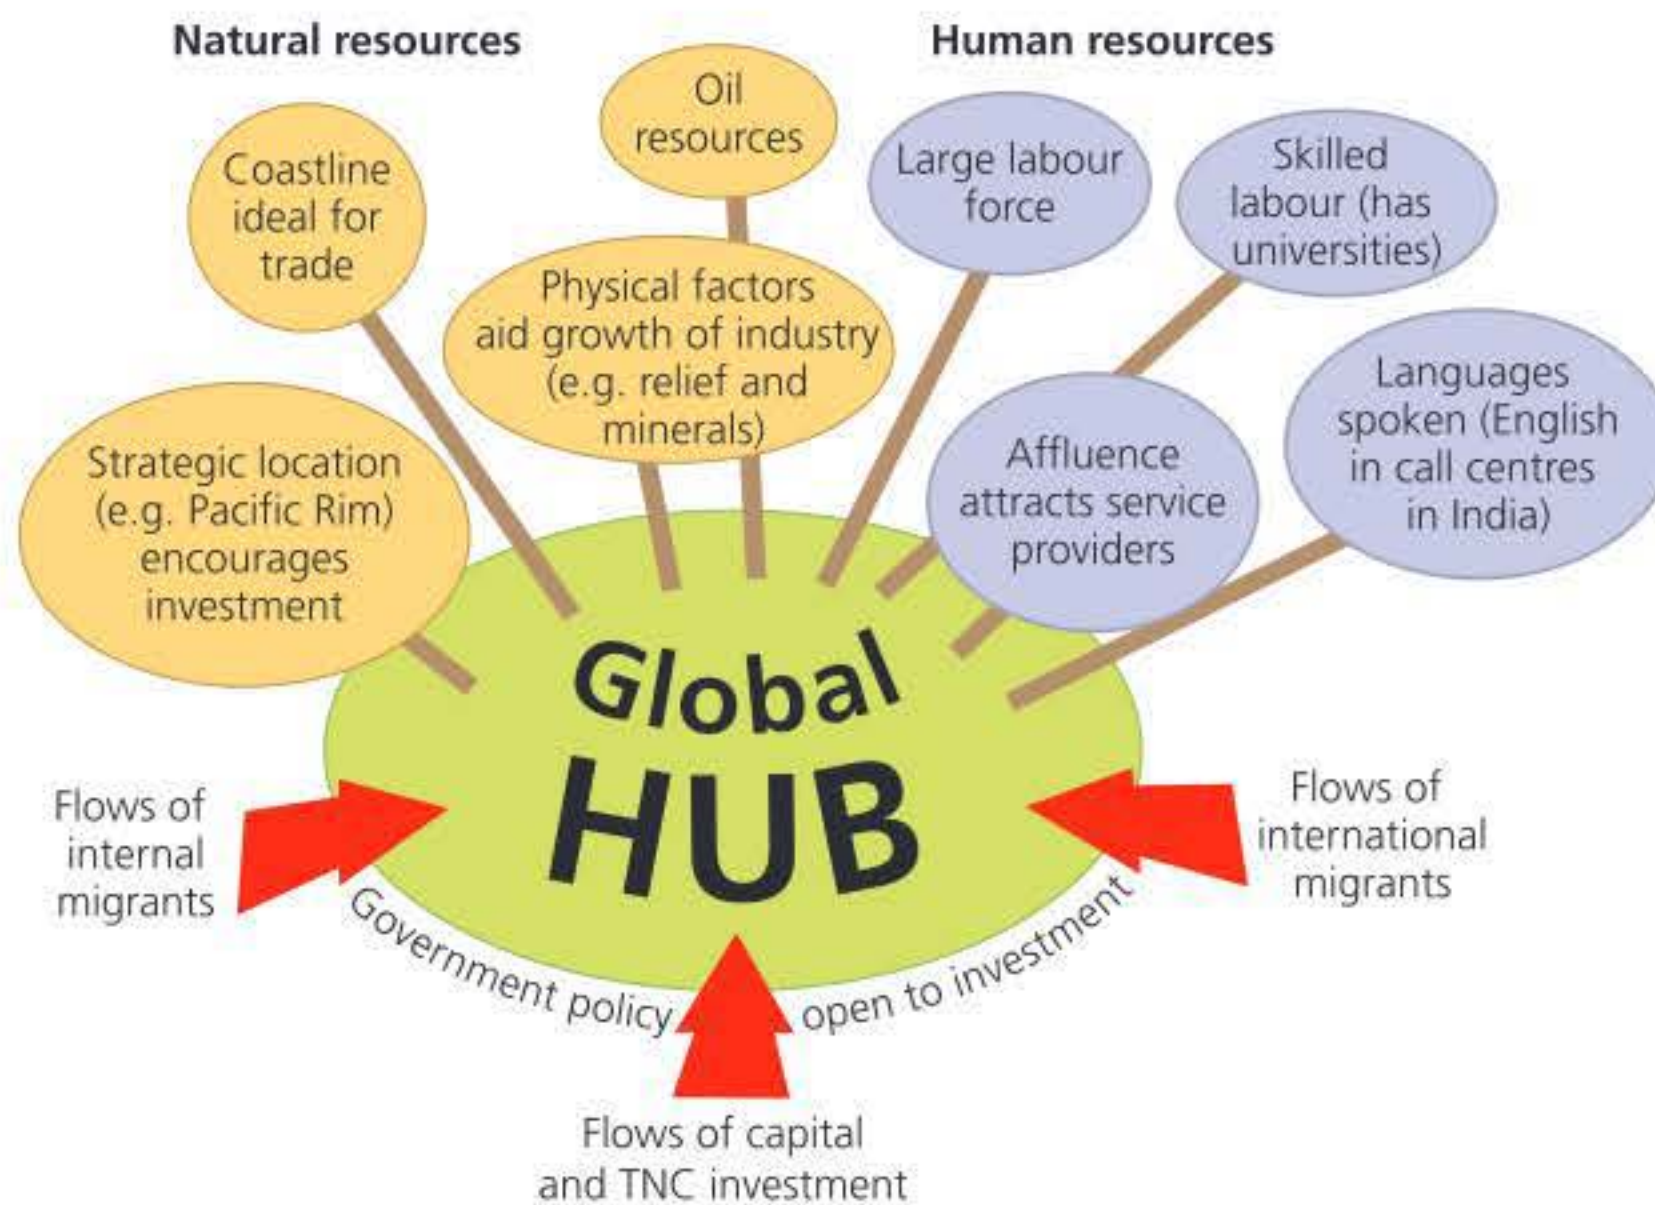 Natural resources
Human resources
Oil
resources
Coastline
ideal for
trade
Large labour
force
Skilled
labour (has
universities)
Physical factors
aid growth of industry
(e.g. relief and
minerals)
Languages
spoken (English
in call centres
in India)
Strategic location
(e.g. Pacific Rim)
encourages
investment
Affluence
attracts service
providers
Global
HUB
Flows of
internal
migrants
Flows of
international
migrants
Government policy open to investment
Flows of capital
and TNC investment